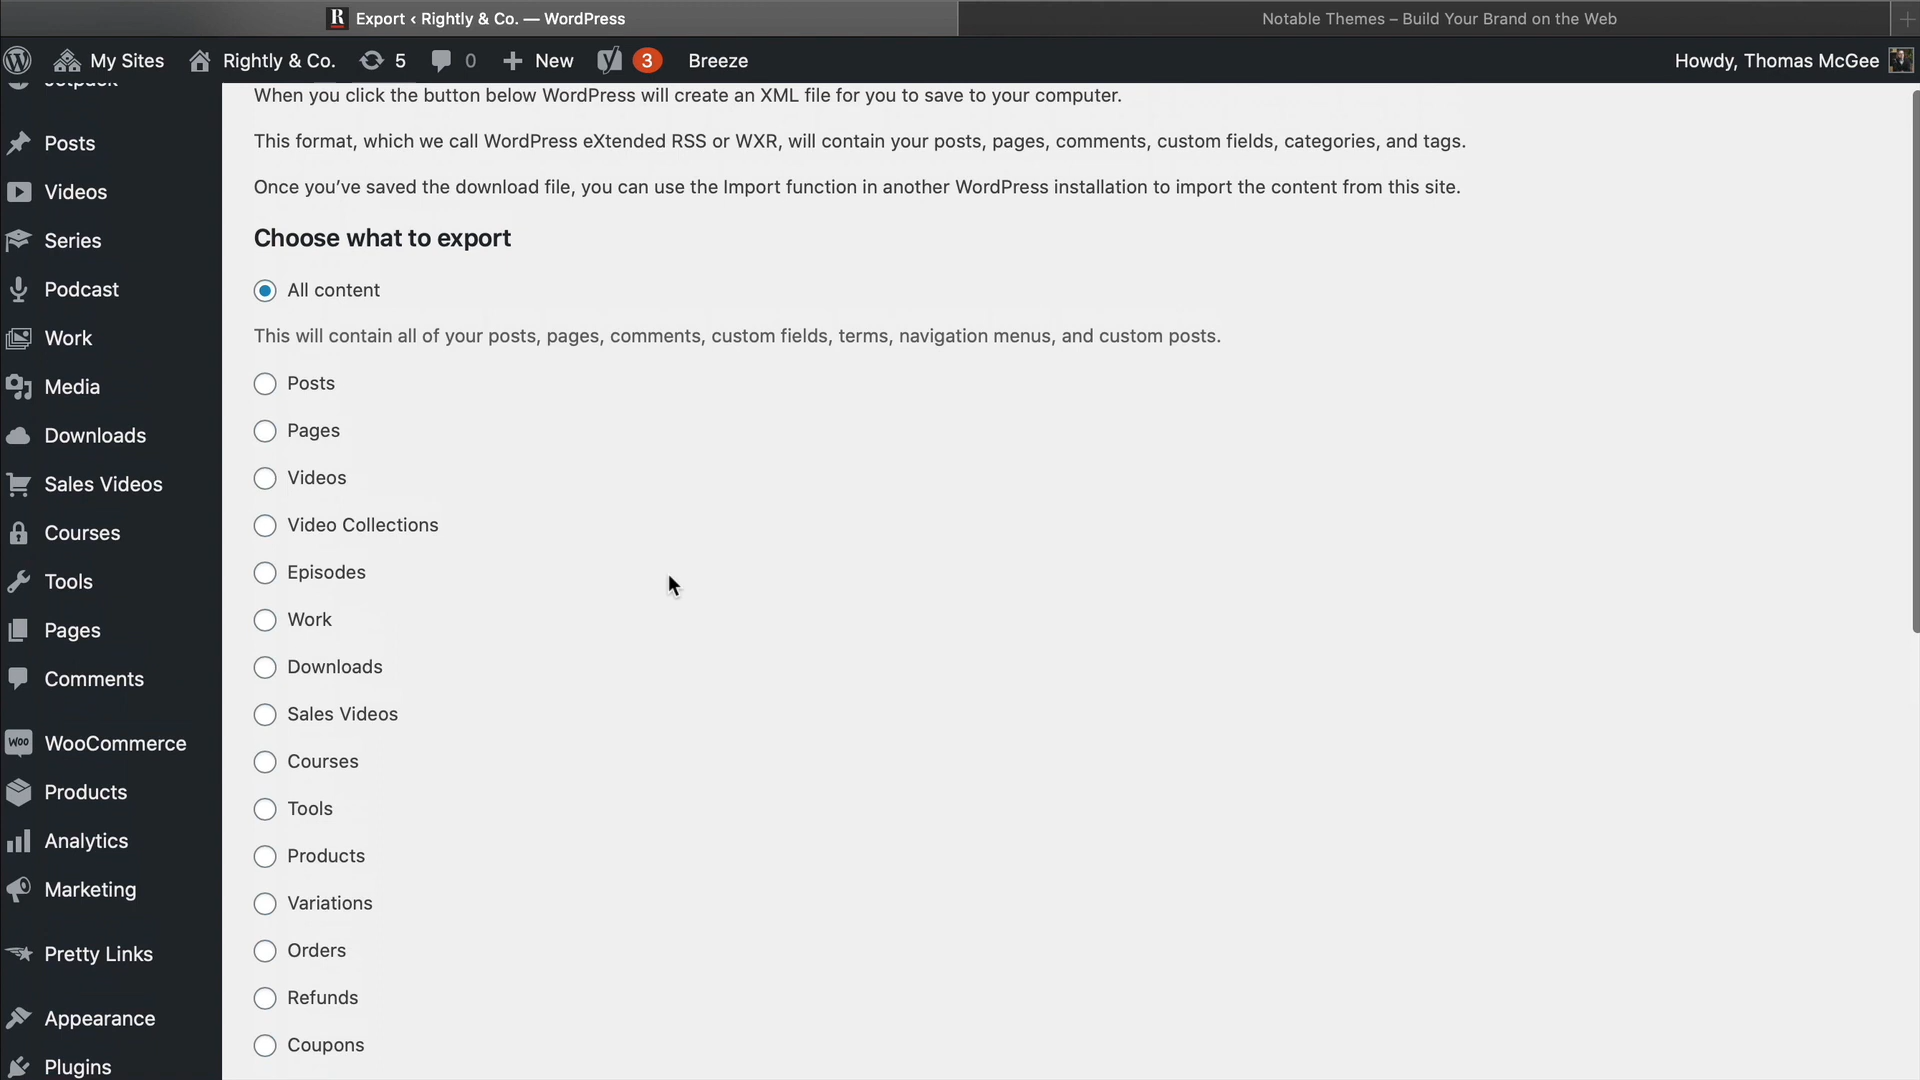 R Export ‹ Rightly & Co. — WordPress
Notable Themes – Build Your Brand on the Web
My Sites
Rightly & Co.
5
0
New
3
Breeze
Howdy, Thomas McGee
Jetpack
Posts
Videos
Series
Podcast
Work
Media
Downloads
Sales Videos
Courses
Tools
Pages
Comments
Woo WooCommerce
Products
Analytics
Marketing
Pretty Links
Appearance
Plugins
When you click the button below WordPress will create an XML file for you to save to your computer.
This format, which we call WordPress eXtended RSS or WXR, will contain your posts, pages, comments, custom fields, categories, and tags.
Once you’ve saved the download file, you can use the Import function in another WordPress installation to import the content from this site.
Choose what to export
All content
This will contain all of your posts, pages, comments, custom fields, terms, navigation menus, and custom posts.
Posts
Pages
Videos
Video Collections
Episodes
Work
Downloads
Sales Videos
Courses
Tools
Products
Variations
Orders
Refunds
Coupons